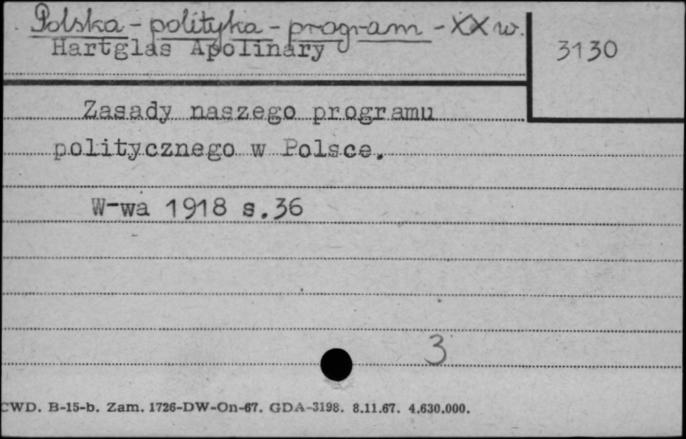 Polska - polityka - program - XX w.
Hartglas Apolinary
3130
Zasady naszego programu
politycznego w Polsce.
W-wa 1918 s.36
3
CWD. B-15-b. Zam. 1726-DW-On-67. GDA-3198. 8.11.67. 4.630.000.